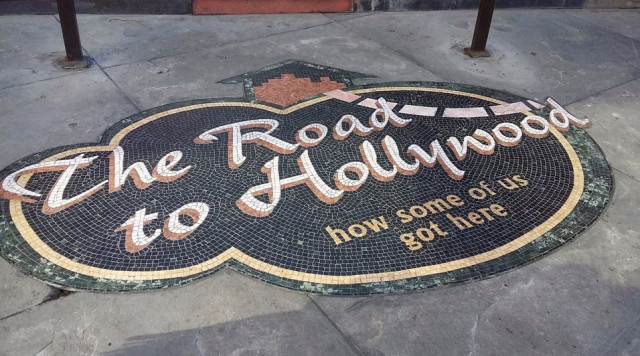 The Road
to Hollywood
how some of us
got here